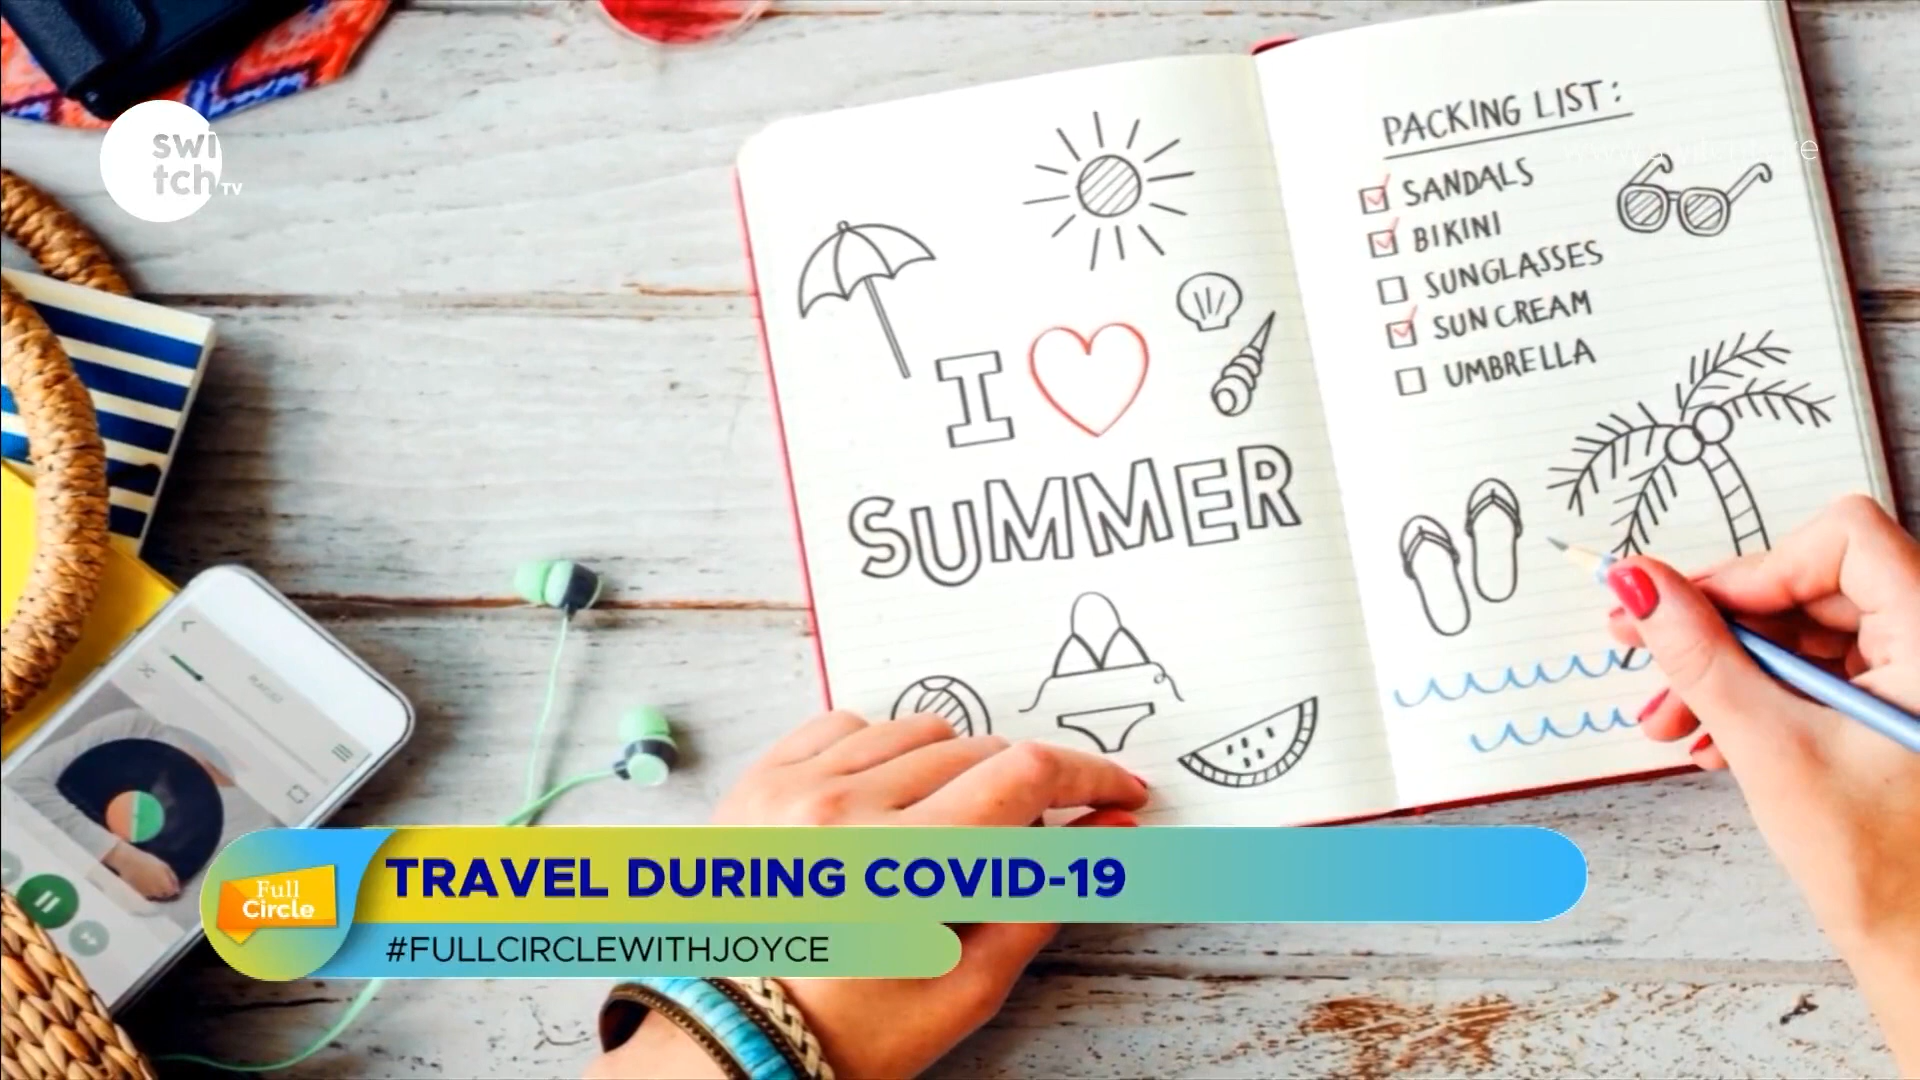 swi
tch TV
PACKING LIST:
SANDALS
BIKINI
SUNGLASSES
SUN CREAM
UMBRELLA
I
SUMMER
Full
Circle
TRAVEL DURING COVID-19
#FULLCIRCLEWITHJOYCE